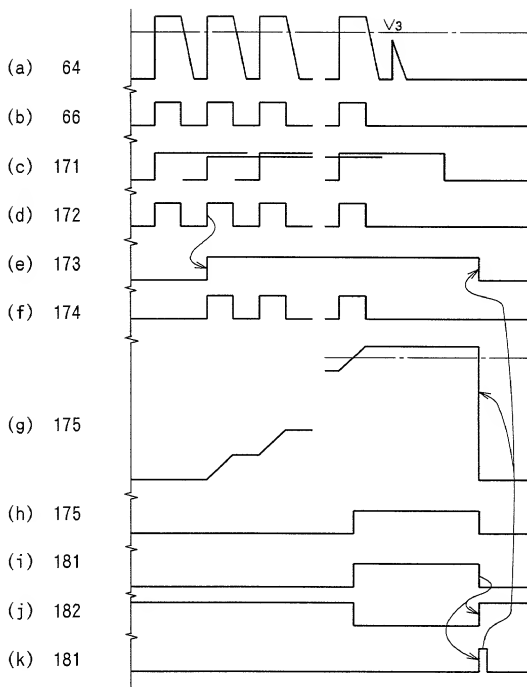 V3
(a) 64
(b) 66
(c) 171
(d) 172
(e) 173
(f) 174
(g) 175
(h) 175
(i) 181
(j) 182
(k) 181